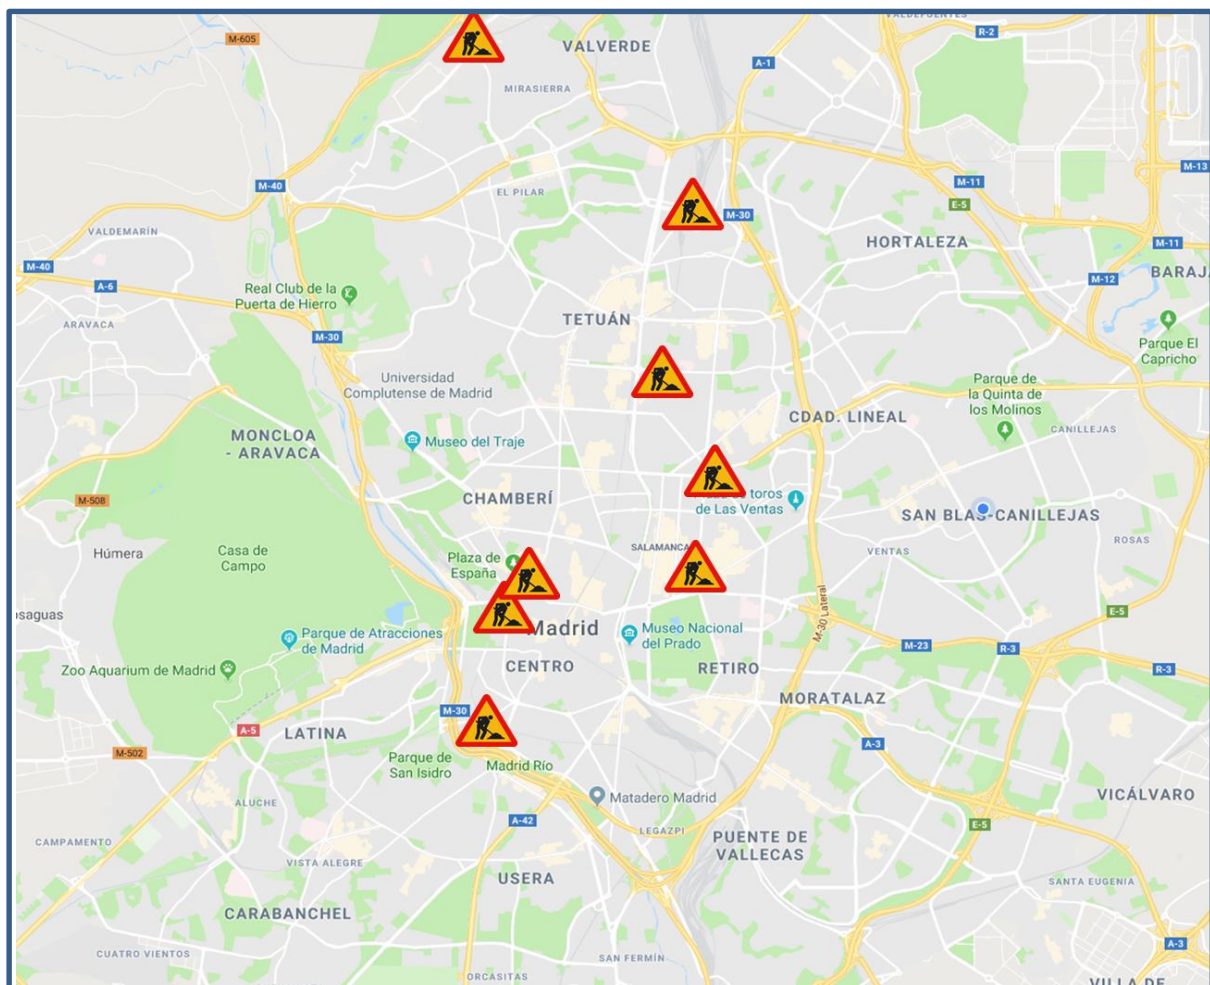 VALDEFUENTES
M-605
R-2
VALVERDE
A-1
MIRASIERRA
M-13
M-40
EL PILAR
M-11
E-5
M-30
VALDEMARÍN
HORTALEZA
M-11
M-40
BARAJ
M-12
A-6
Real Club de la
Puerta de Hierro
TETUÁN
ARAVACA
M-30
Parque El
Capricho
Universidad
Complutense de Madrid
Parque de
la Quinta de
los Molinos
CDAD. LINEAL
CANILLEJAS
MONCLOA
- ARAVACA
Museo del Traje
M-508
CHAMBERÍ
toros
de Las Ventas
SAN BLAS-CANILLEJAS
Húmera
Casa de
Campo
Plaza de
España
SALAMANCA
VENTAS
ROSAS
osaguas
M-30 Lateral
E-5
Parque de Atracciones
de Madrid
Madrid
Museo Nacional
del Prado
M-23
R-3
Zoo Aquarium de Madrid
CENTRO
RETIRO
R-3
MORATALAZ
M-30
A-5
LATINA
A-3
M-502
Parque de
San Isidro
Madrid Río
Matadero Madrid
VICÁLVARO
ALUCHE
A-42
LEGAZPI
E-5
CAMPAMENTO
PUENTE DE
VALLECAS
VISTA ALEGRE
USERA
SANTA EUGENIA
CARABANCHEL
A-3
CUATRO VIENTOS
SAN FERMÍN
ORCASITAS
VILLA DE